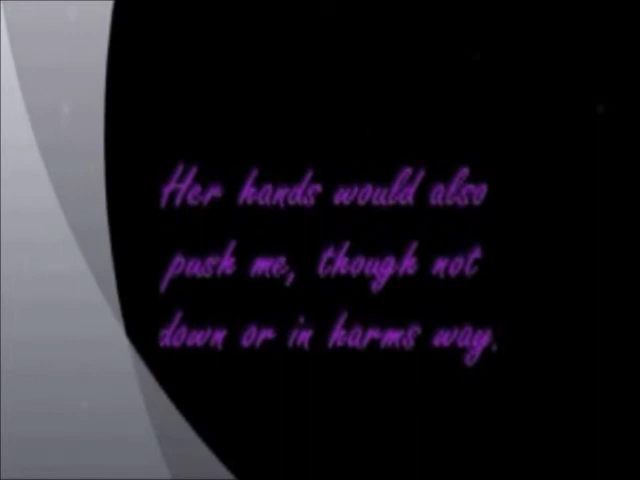 Her hands would also
push me, though not
down or in harms way.